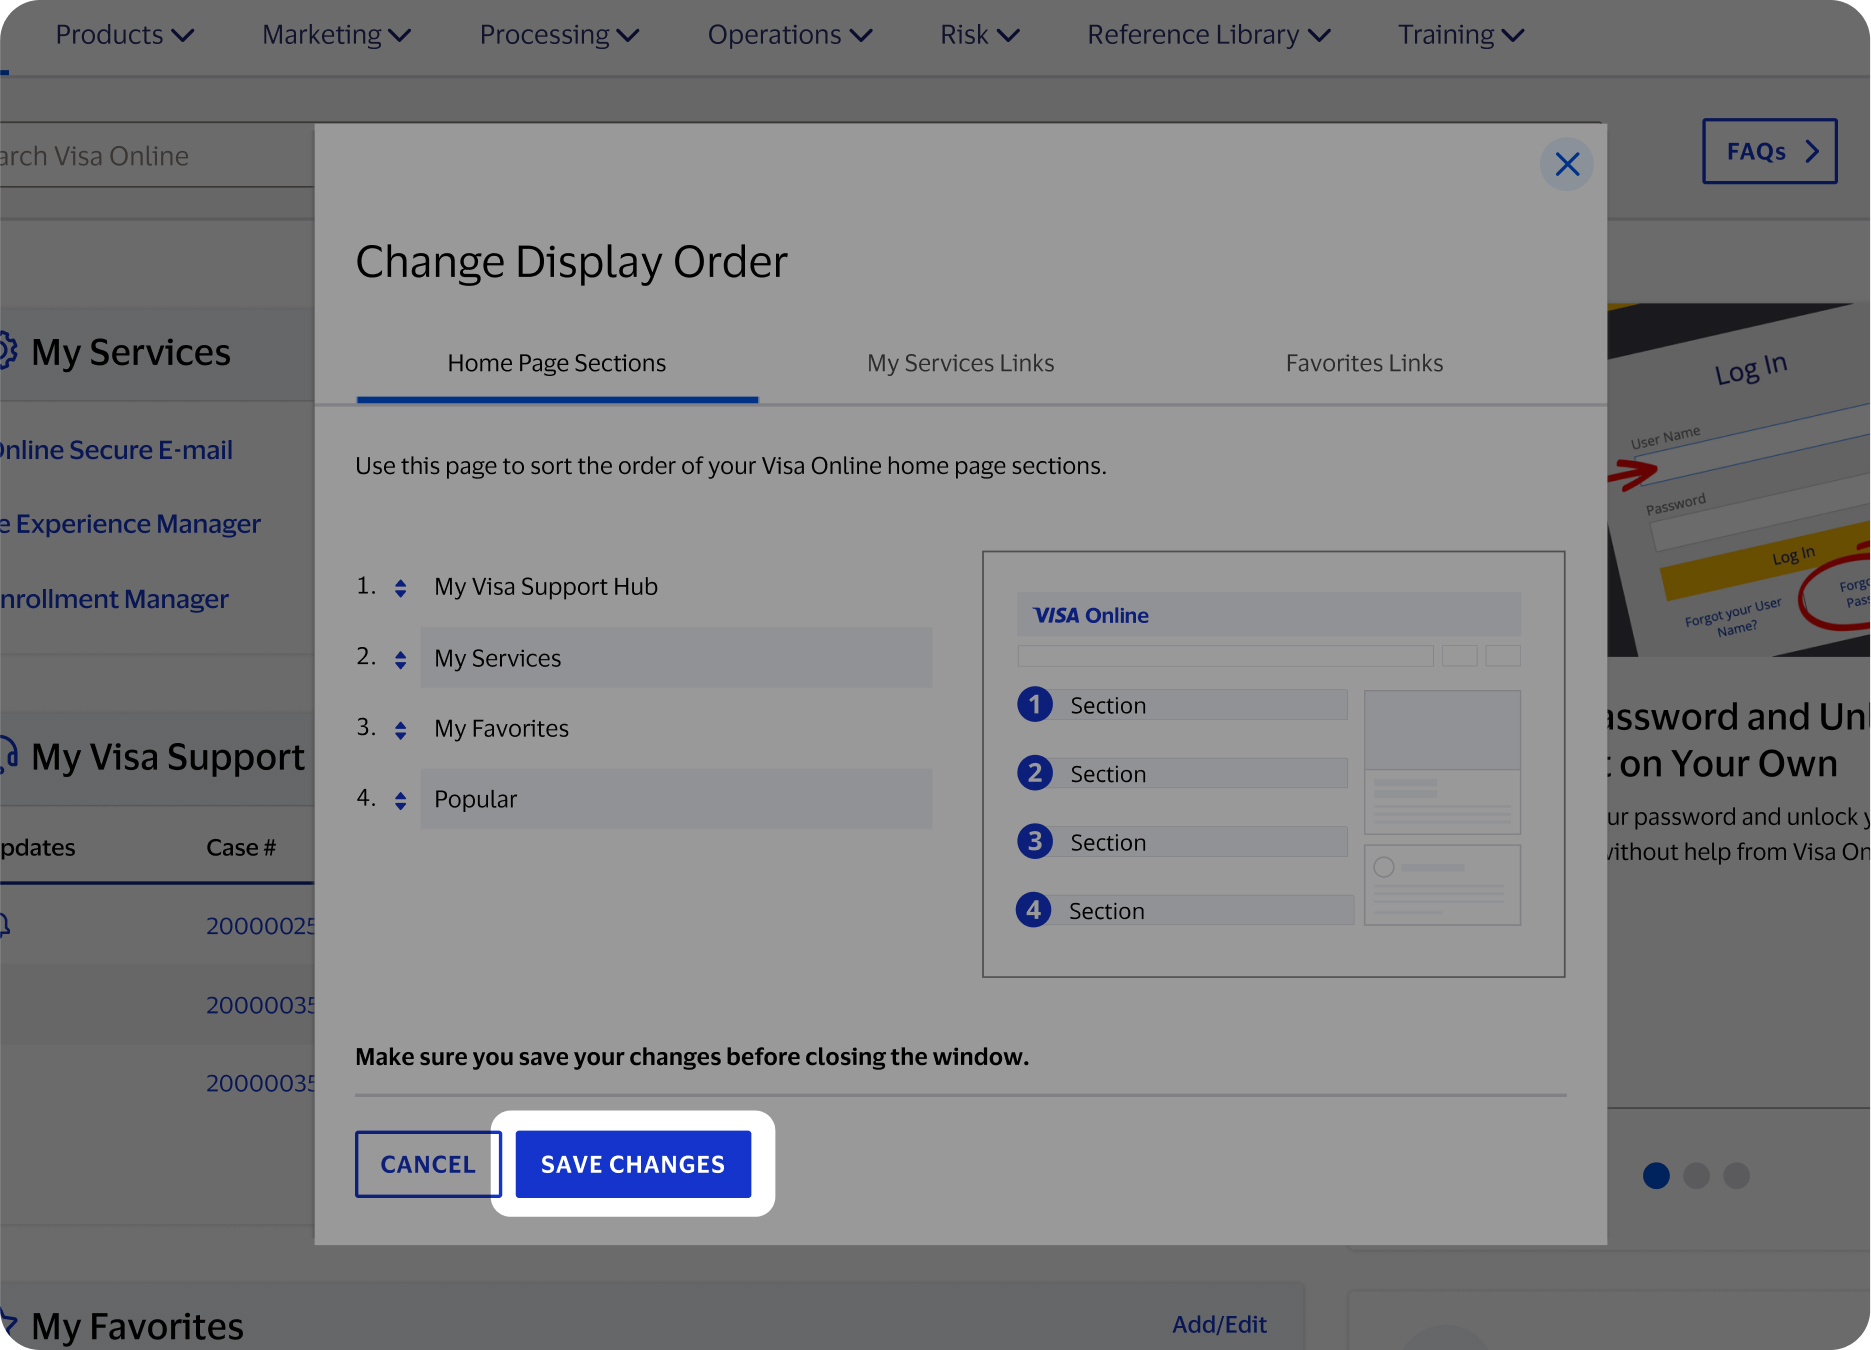 Products
Marketing
Processing
Operations
Risk
Reference Library
Training
arch Visa Online
FAQs
Change Display Order
Home Page Sections
My Services Links
Favorites Links
Use this page to sort the order of your Visa Online home page sections.
1. My Visa Support Hub
2. My Services
3. My Favorites
4. Popular
VISA Online
1 Section
2 Section
3 Section
4 Section
Make sure you save your changes before closing the window.
CANCEL
SAVE CHANGES
My Services
nline Secure E-mail
e Experience Manager
nrollment Manager
My Visa Support
pdates
Case #
20000025
20000035
20000035
My Favorites
Add/Edit
Log In
User Name
Password
Log In
Forgot your User
Name?
Forgo
Pass
assword and Unl
t on Your Own
ur password and unlock y
vithout help from Visa On